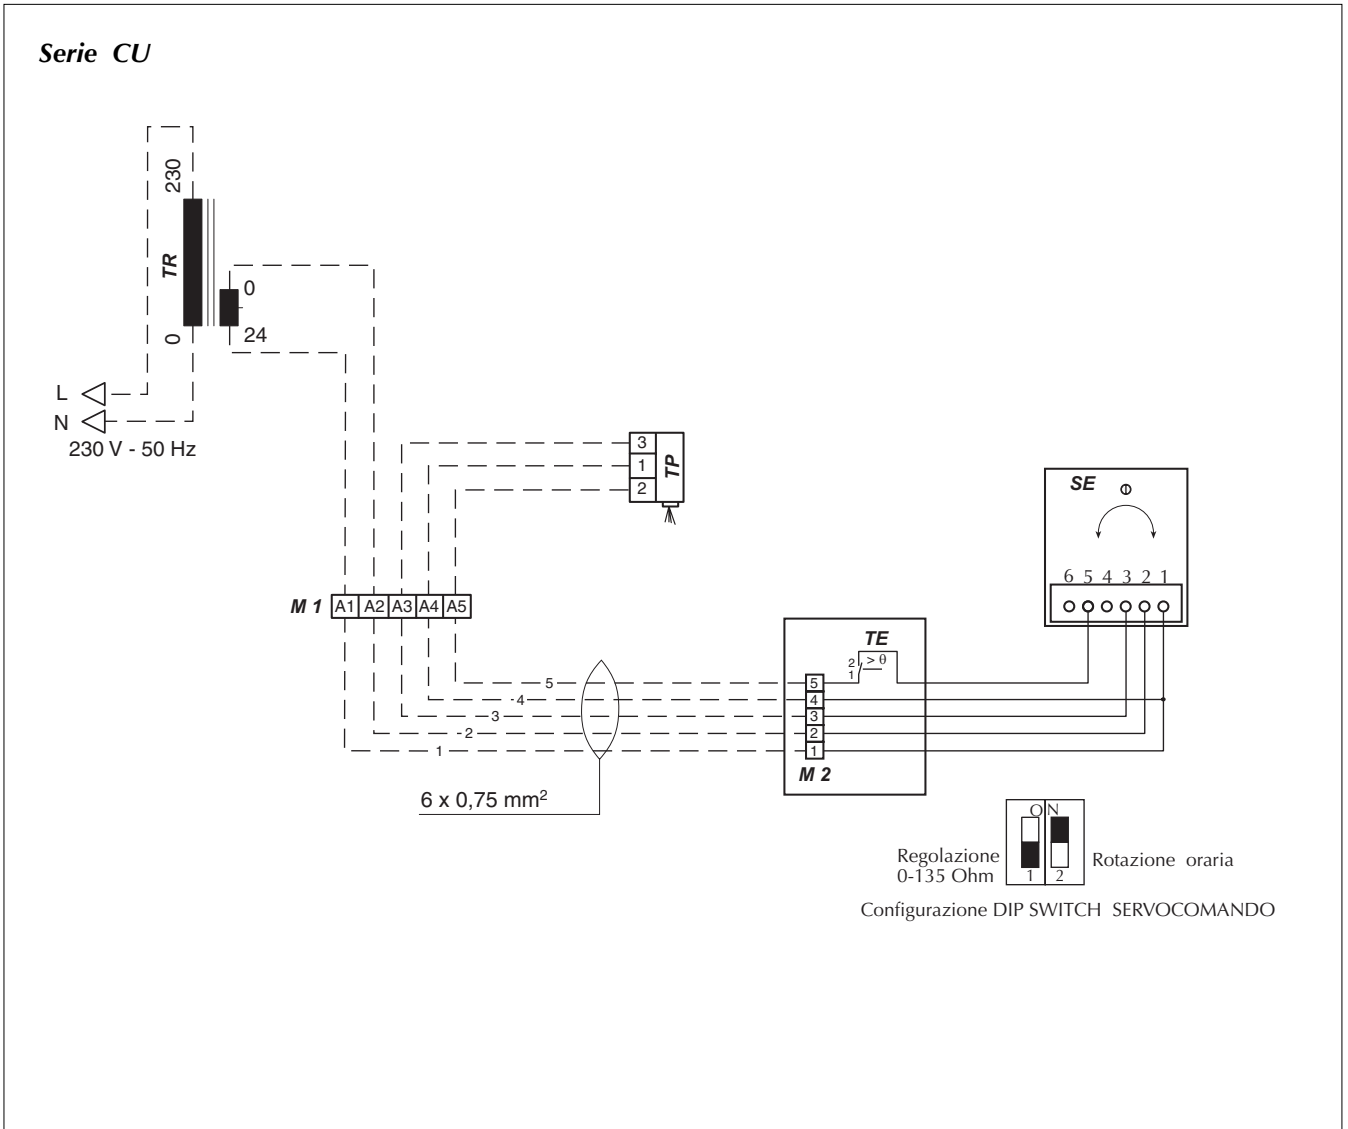 Serie CU
230
TR
0
0
24
L
N
230 V - 50 Hz
3
1
2
TP
SE
6 5 4 3 2 1
M 1 A1 A2 A3 A4 A5
TE
2 > θ
1
5 5
4 4
3 3
2 2
1 1
M 2
6 x 0,75 mm²
ON
Regolazione
0-135 Ohm
1 2
Rotazione oraria
Configurazione DIP SWITCH SERVOCOMANDO